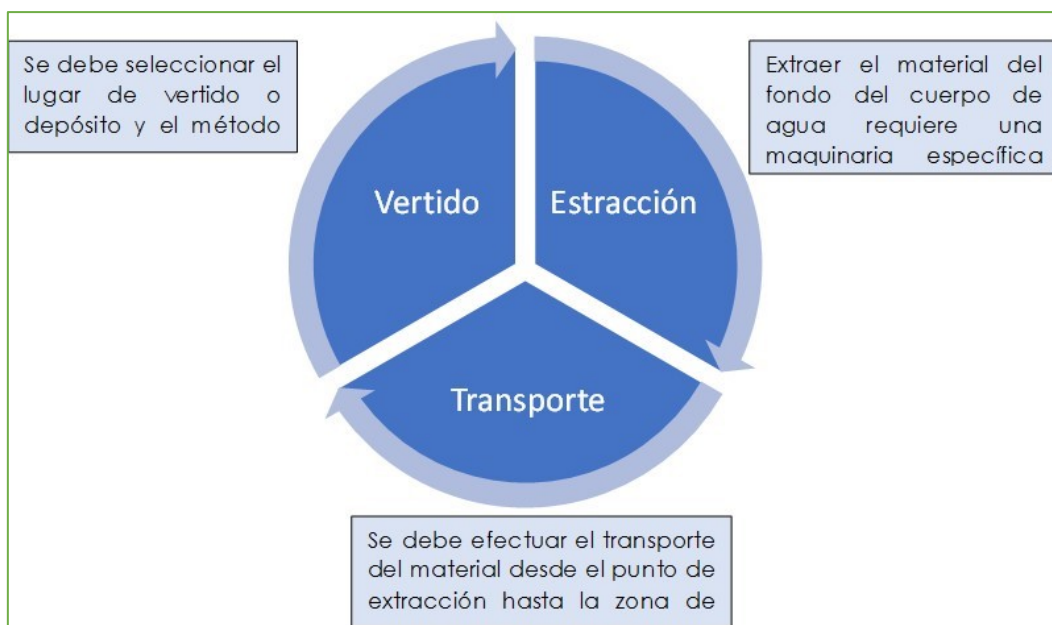 Se debe seleccionar el
lugar de vertido o
depósito y el método
Extraer el material del
fondo del cuerpo de
agua requiere una
maquinaria específica
Vertido
Estracción
Transporte
Se debe efectuar el transporte
del material desde el punto de
extracción hasta la zona de